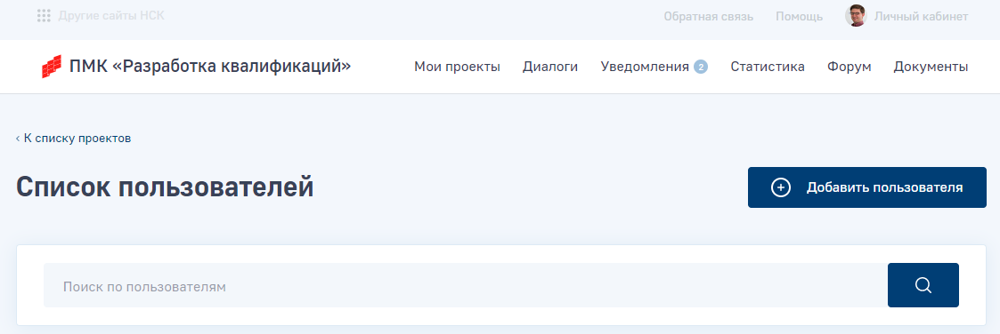 Другие сайты НСК Обратная связь Помощь Личный кабинет
ПМК «Разработка квалификаций» Мои проекты Диалоги Уведомления 2 Статистика Форум Документы
‹ К списку проектов
Список пользователей Добавить пользователя
Поиск по пользователям